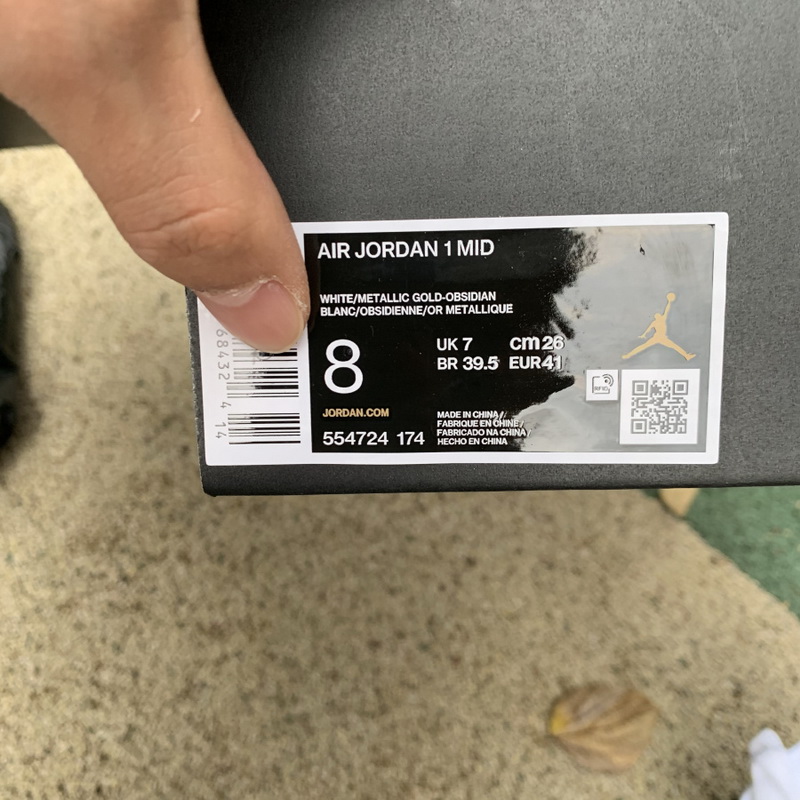 AIR JORDAN 1 MID
WHITE/METALLIC GOLD-OBSIDIAN
BLANC/OBSIDIENNE/OR METALLIQUE
8
UK 7 cm 26
BR 39.5 EUR 41
JORDAN.COM
554724 174
MADE IN CHINA/
FABRIQUE EN CHINE/
FABRICADO NA CHINA/
HECHO EN CHINA
RFID
68432 4 14